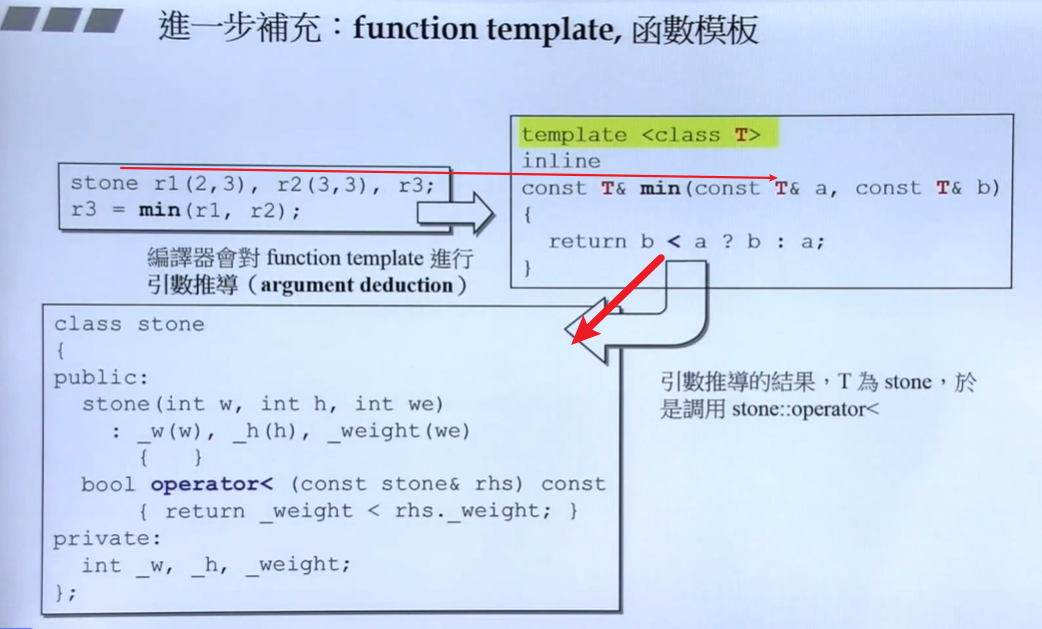 進一步補充：function template, 函數模板
stone r1(2,3), r2(3,3), r3;
r3 = min(r1, r2);
編譯器會對 function template 進行
引數推導（argument deduction）
template <class T>
inline
const T& min(const T& a, const T& b)
{
return b < a ? b : a;
}
class stone
{
public:
stone(int w, int h, int we)
: _w(w), _h(h), _weight(we)
{ }
bool operator< (const stone& rhs) const
{ return _weight < rhs._weight; }
private:
int _w, _h, _weight;
};
引數推導的結果，T 為 stone，於
是調用 stone::operator<